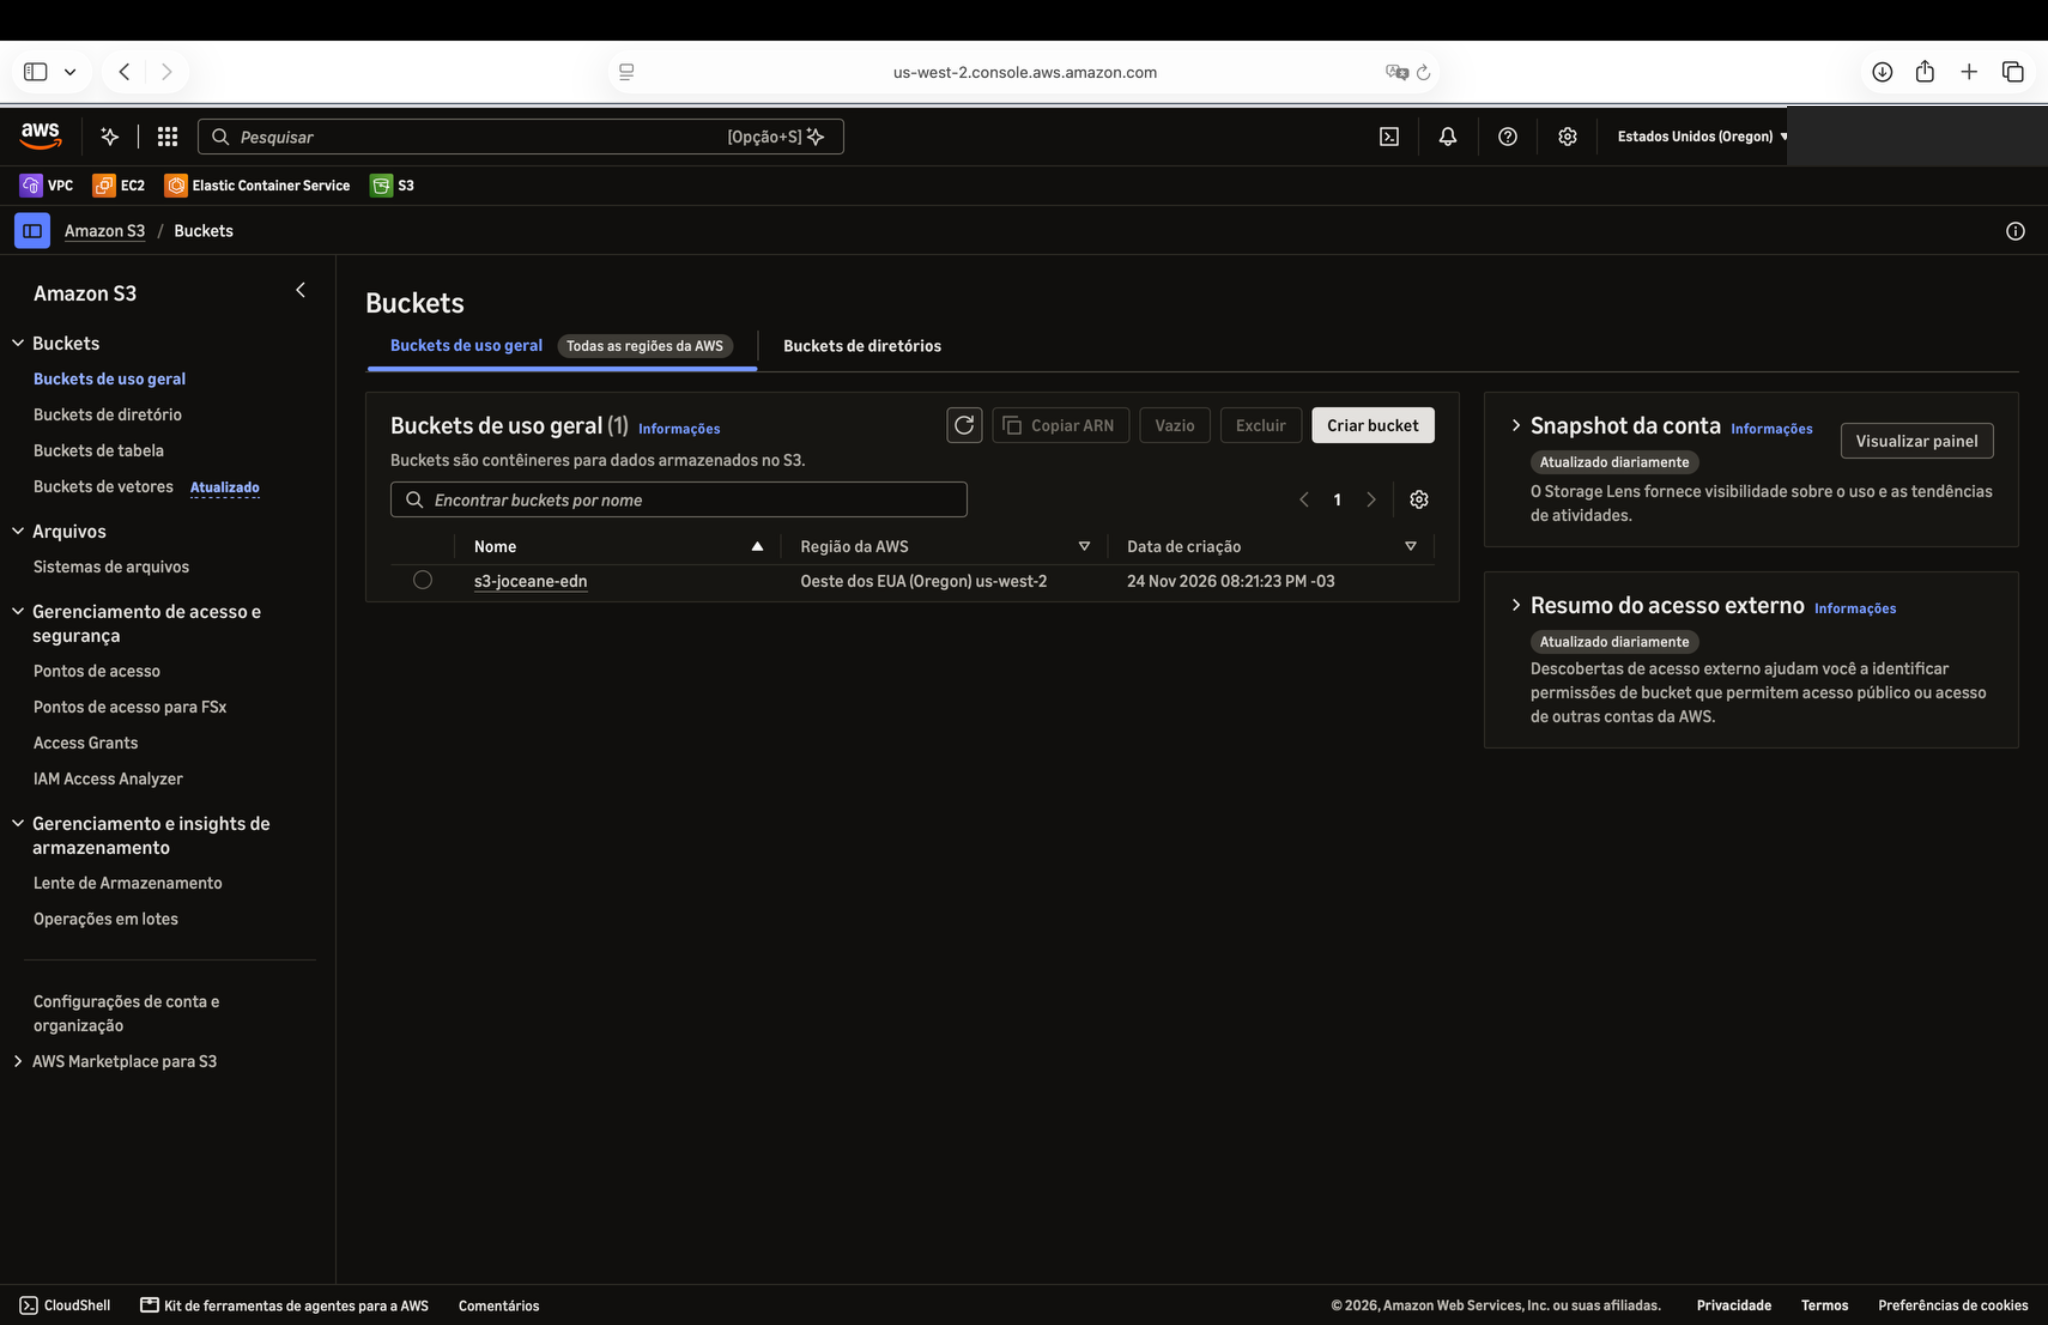 us-west-2.console.aws.amazon.com
aws
Pesquisar
[Opção+S]
Estados Unidos (Oregon)
VPC
EC2
Elastic Container Service
S3
Amazon S3 / Buckets
Amazon S3
Buckets
Buckets de uso geral
Buckets de diretório
Buckets de tabela
Buckets de vetores Atualizado
Arquivos
Sistemas de arquivos
Gerenciamento de acesso e
segurança
Pontos de acesso
Pontos de acesso para FSx
Access Grants
IAM Access Analyzer
Gerenciamento e insights de
armazenamento
Lente de Armazenamento
Operações em lotes
Configurações de conta e
organização
AWS Marketplace para S3
Buckets
Buckets de uso geral Todas as regiões da AWS
Buckets de diretórios
Buckets de uso geral (1) Informações
Copiar ARN
Vazio
Excluir
Criar bucket
Buckets são contêineres para dados armazenados no S3.
Encontrar buckets por nome
1
Nome Região da AWS Data de criação
s3-joceane-edn Oeste dos EUA (Oregon) us-west-2 24 Nov 2026 08:21:23 PM -03
Snapshot da conta Informações
Visualizar painel
Atualizado diariamente
O Storage Lens fornece visibilidade sobre o uso e as tendências
de atividades.
Resumo do acesso externo Informações
Atualizado diariamente
Descobertas de acesso externo ajudam você a identificar
permissões de bucket que permitem acesso público ou acesso
de outras contas da AWS.
CloudShell
Kit de ferramentas de agentes para a AWS
Comentários
© 2026, Amazon Web Services, Inc. ou suas afiliadas.
Privacidade
Termos
Preferências de cookies